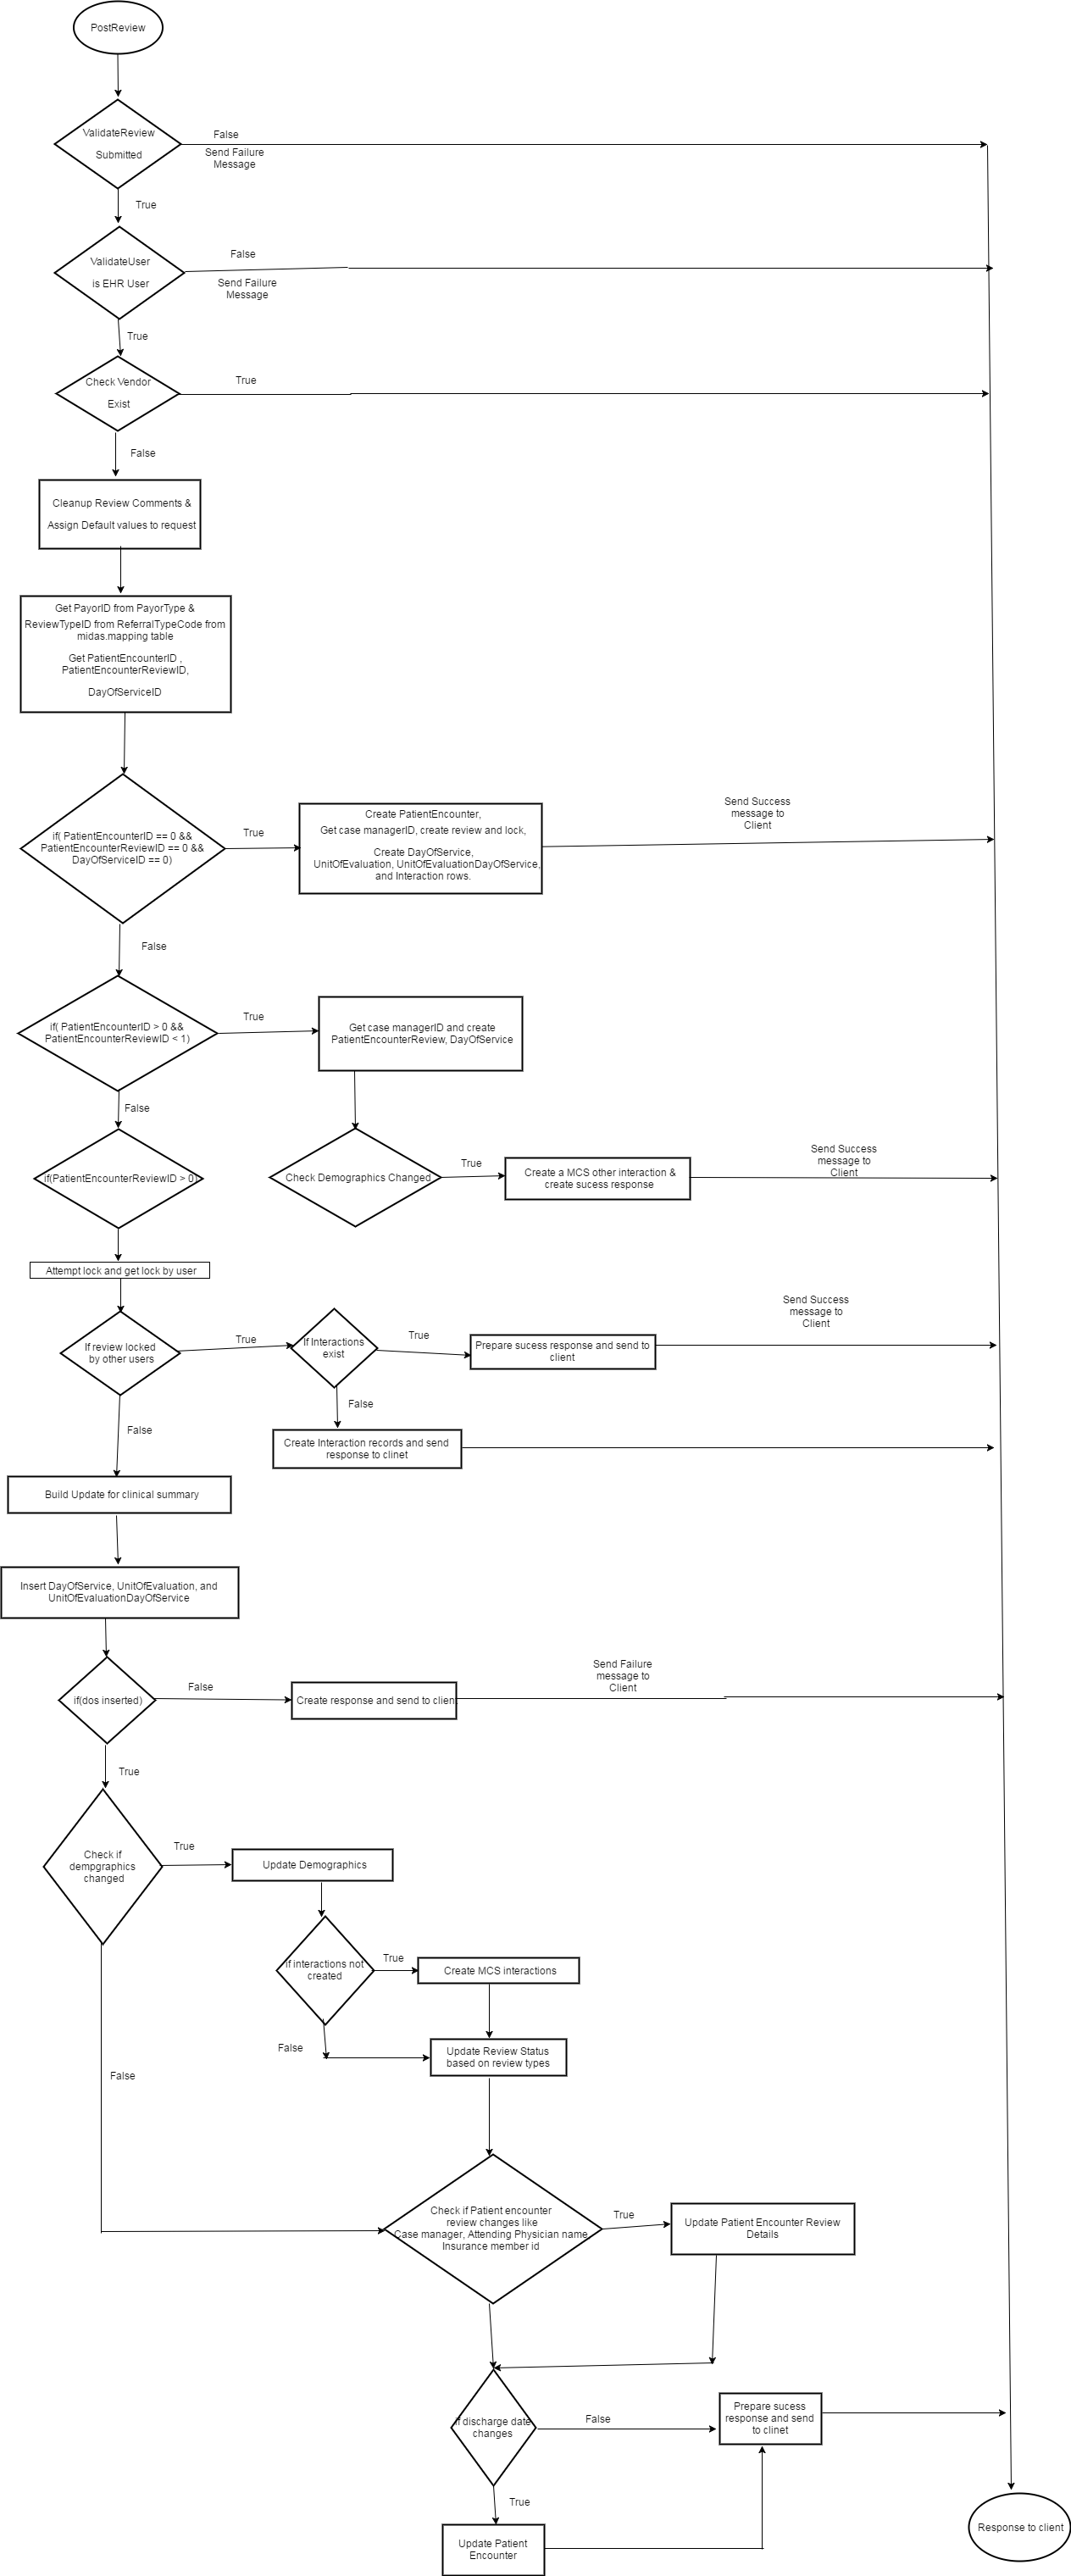 PostReview
ValidateReview
Submitted
False
Send Failure
Message
True
ValidateUser
is EHR User
False
Send Failure
Message
True
Check Vendor
Exist
True
False
Cleanup Review Comments &
Assign Default values to request
Get PayorID from PayorType &
ReviewTypeID from ReferralTypeCode from
midas.mapping table
Get PatientEncounterID ,
PatientEncounterReviewID,
DayOfServiceID
if( PatientEncounterID == 0 &&
PatientEncounterReviewID == 0 &&
DayOfServiceID == 0)
True
Create PatientEncounter,
Get case managerID, create review and lock,
Create DayOfService,
UnitOfEvaluation, UnitOfEvaluationDayOfService,
and Interaction rows.
Send Success
message to
Client
False
if( PatientEncounterID > 0 &&
PatientEncounterReviewID < 1)
True
Get case managerID and create
PatientEncounterReview, DayOfService
False
if(PatientEncounterReviewID > 0)
Check Demographics Changed
True
Create a MCS other interaction &
create sucess response
Send Success
message to
Client
Attempt lock and get lock by user
If review locked
by other users
True
If Interactions
exist
True
Prepare sucess response and send to
client
Send Success
message to
Client
False
Create Interaction records and send
response to clinet
False
Build Update for clinical summary
Insert DayOfService, UnitOfEvaluation, and
UnitOfEvaluationDayOfService
if(dos inserted)
False
Create response and send to client
Send Failure
message to
Client
True
Check if
dempgraphics
changed
True
Update Demographics
If interactions not
created
True
Create MCS interactions
False
Update Review Status
based on review types
False
Check if Patient encounter
review changes like
Case manager, Attending Physician name
Insurance member id
True
Update Patient Encounter Review
Details
If discharge date
changes
False
Prepare sucess
response and send
to clinet
True
Update Patient
Encounter
Response to client